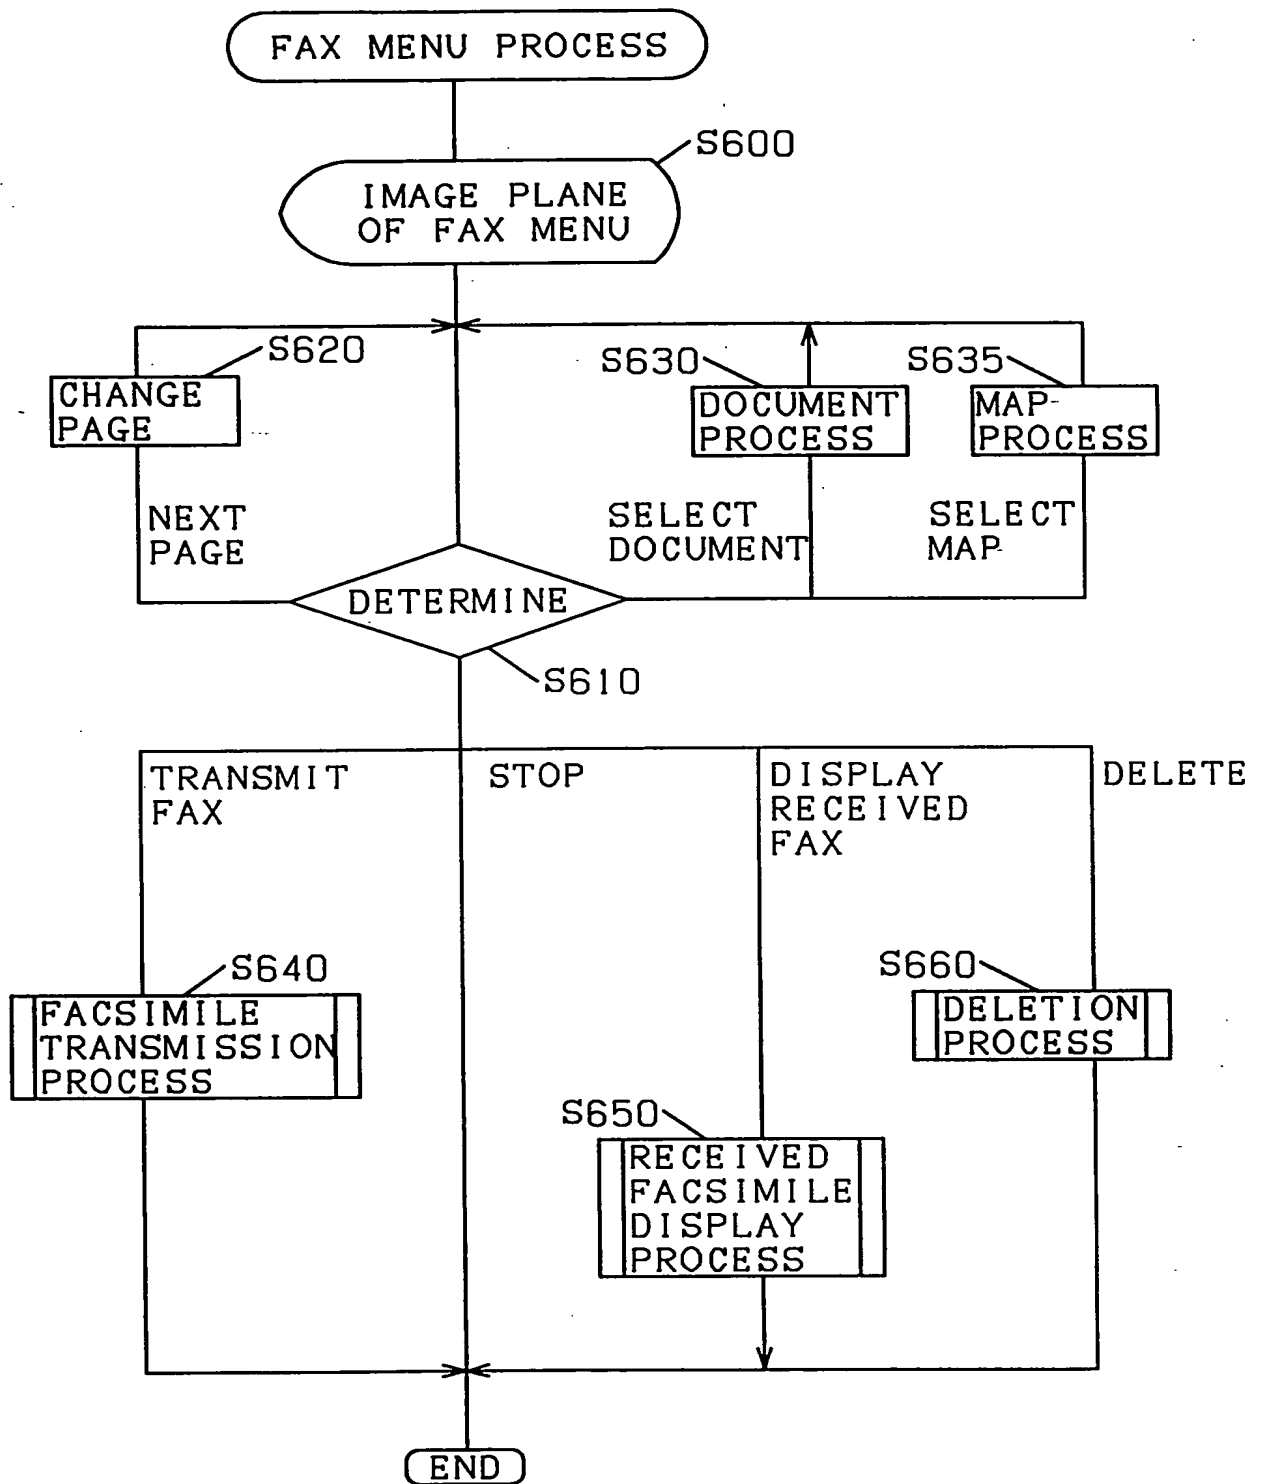 FAX MENU PROCESS
S600
IMAGE PLANE
OF FAX MENU
S620
S630
S635
CHANGE
PAGE
DOCUMENT
PROCESS
MAP
PROCESS
NEXT
PAGE
SELECT
DOCUMENT
SELECT
MAP
DETERMINE
S610
TRANSMIT
FAX
STOP
DISPLAY
RECEIVED
FAX
DELETE
S640
FACSIMILE
TRANSMISSION
PROCESS
S660
DELETION
PROCESS
S650
RECEIVED
FACSIMILE
DISPLAY
PROCESS
END